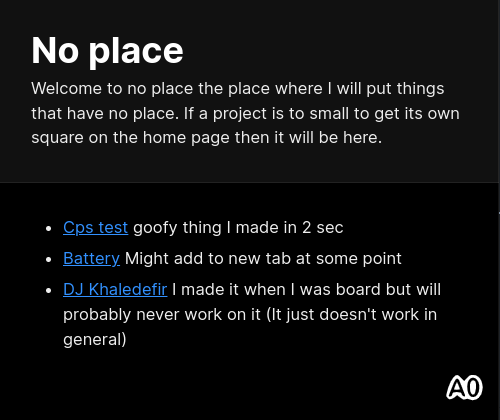 No place
Welcome to no place the place where I will put things
that have no place. If a project is to small to get its own
square on the home page then it will be here.
• Cps test goofy thing I made in 2 sec
• Battery Might add to new tab at some point
• DJ Khaledefir I made it when I was board but will
probably never work on it (It just doesn't work in
general)
AO